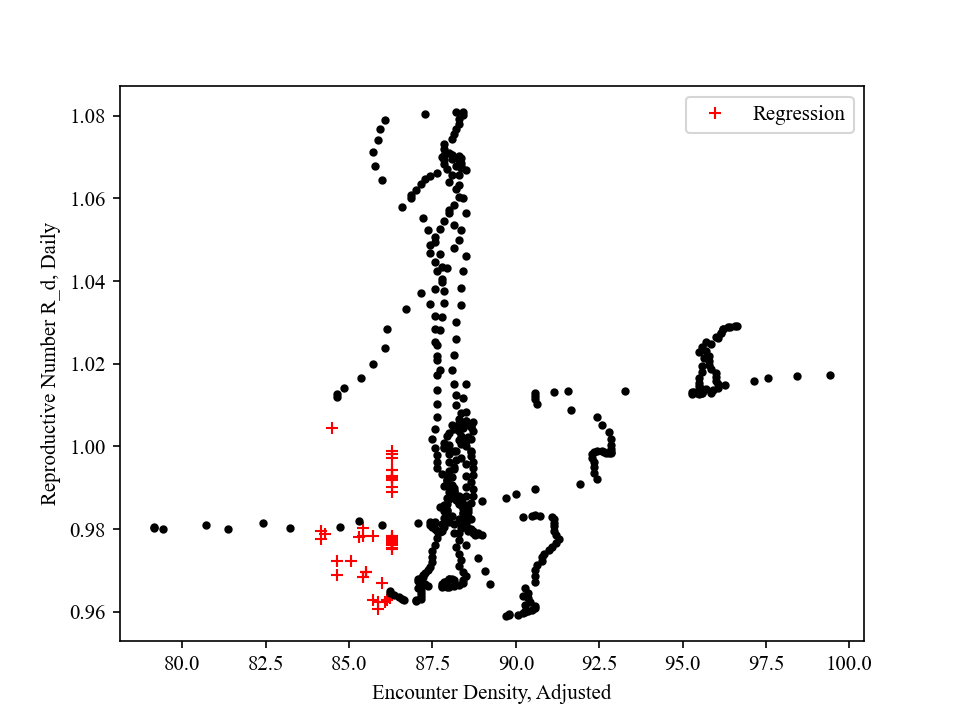 Regression
1.08
1.06
1.04
1.02
1.00
0.98
0.96
Reproductive Number R_d, Daily
80.0 82.5 85.0 87.5 90.0 92.5 95.0 97.5 100.0
Encounter Density, Adjusted